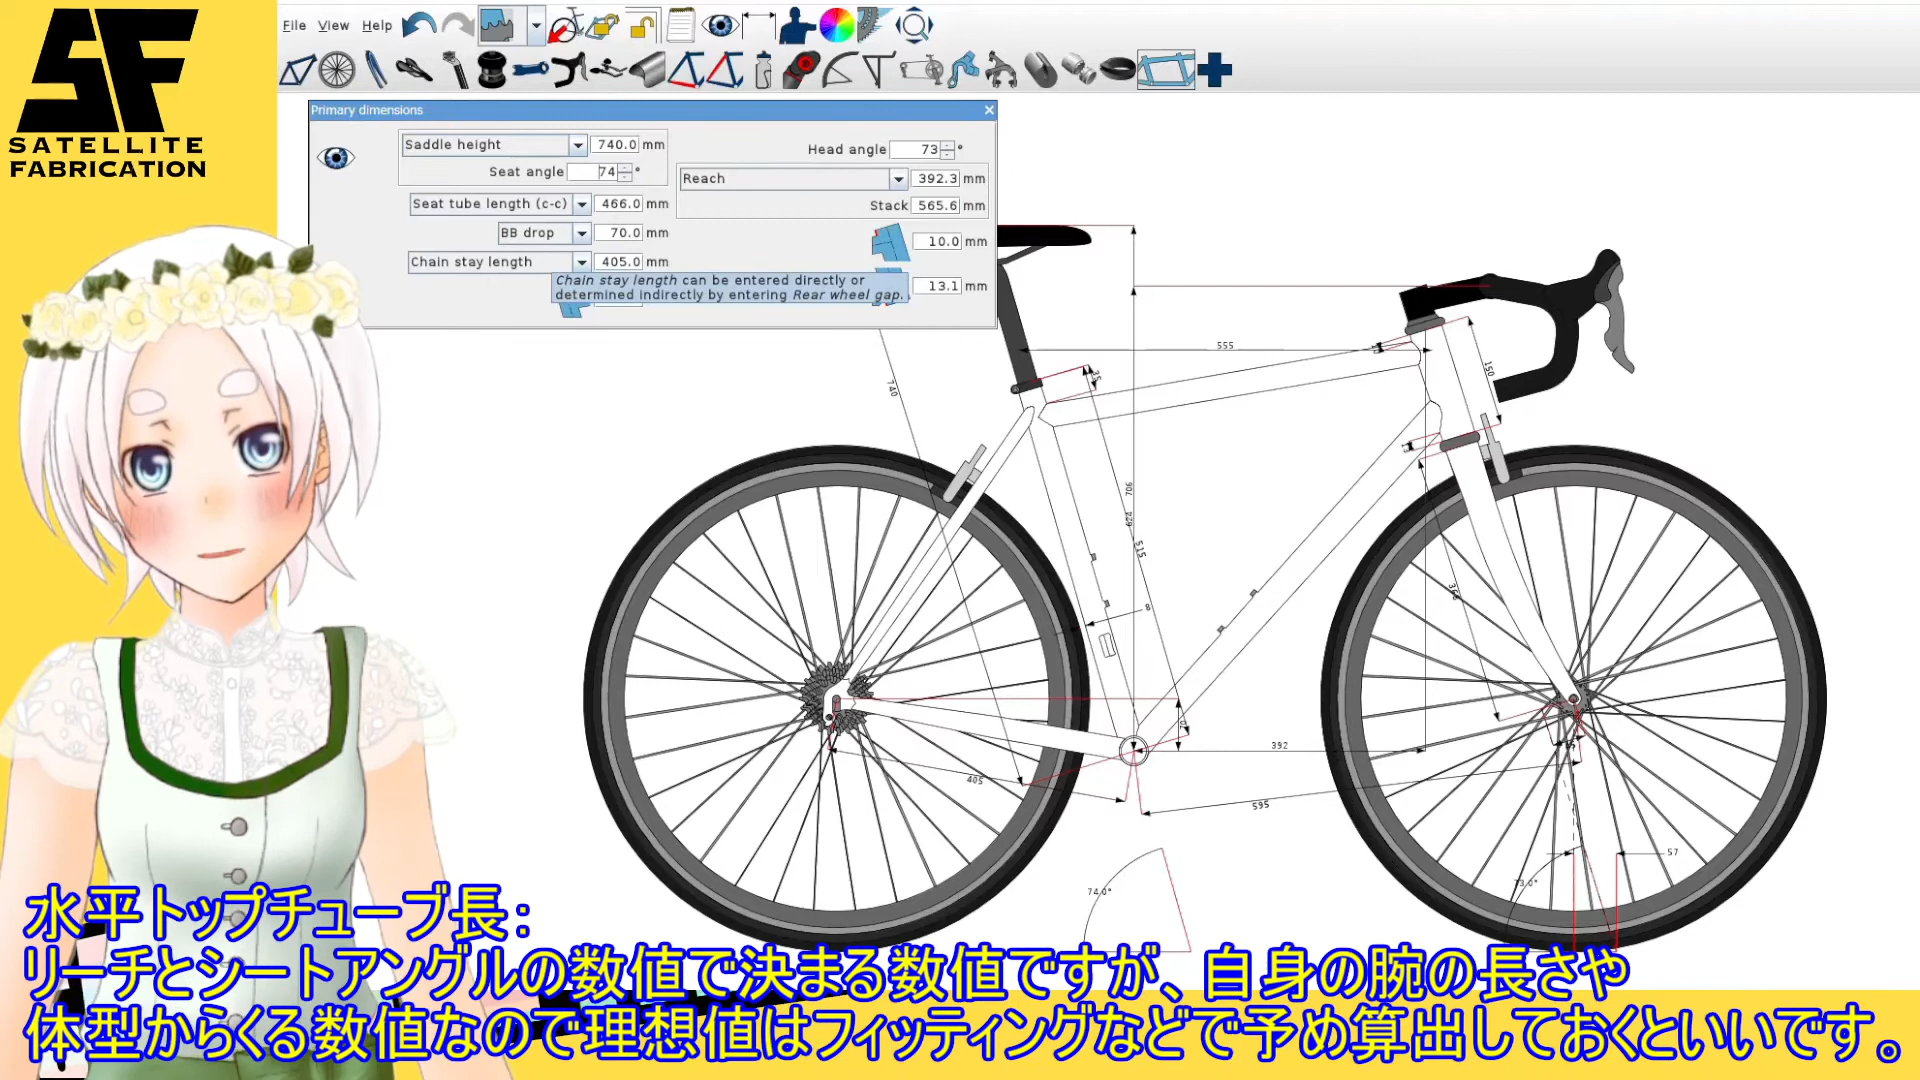 SF
SATELLITE
FABRICATION
File View Help
Primary dimensions
Saddle height 740.0 mm
Head angle 73 °
Seat angle 74 °
Reach 392.3 mm
Seat tube length (c-c) 466.0 mm
Stack 565.6 mm
BB drop 70.0 mm
10.0 mm
Chain stay length 405.0 mm
Chain stay length can be entered directly or
determined indirectly by entering Rear wheel gap.
13.1 mm
555
150
740
35
706
624
515
8
70
392
405
595
57
74.0°
73.0°
水平トップチューブ長：
リーチとシートアングルの数値で決まる数値ですが、自身の腕の長さや
体型からくる数値なので理想値はフィッティングなどで予め算出しておくといいです。